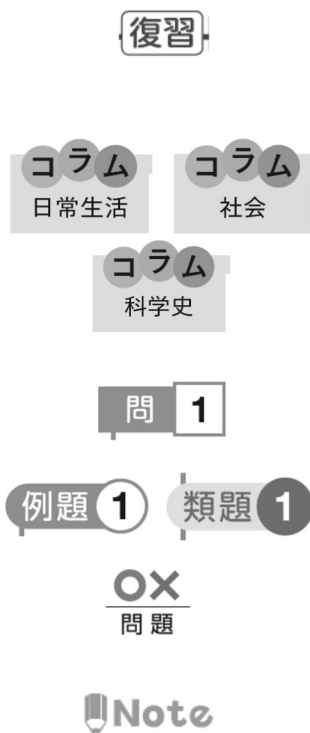 復習
コラム コラム
日常生活 社会
コラム
科学史
問 1
例題 1 類題 1
○×
問題
Note